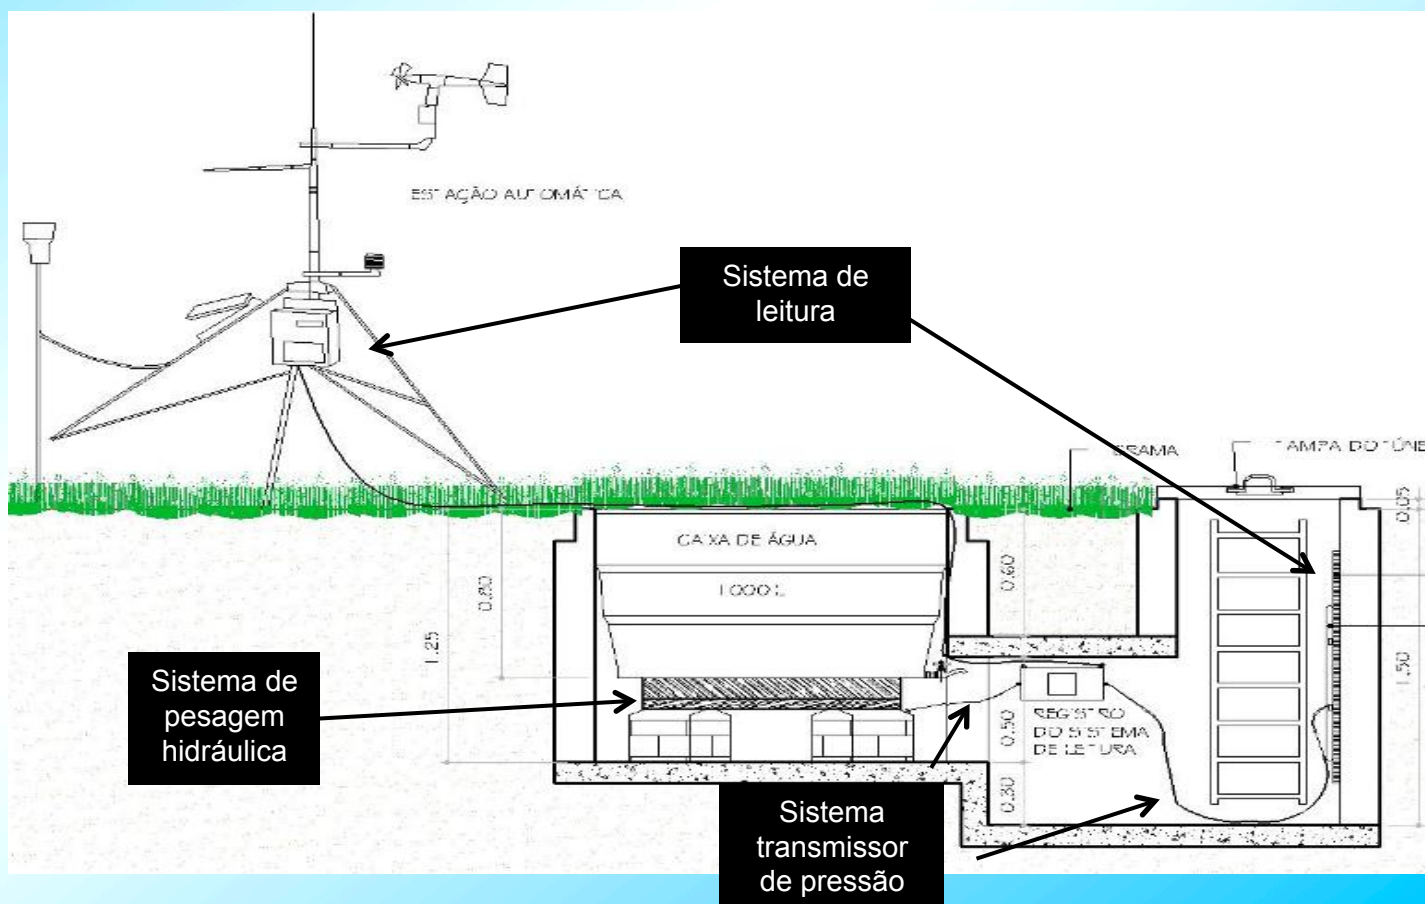 ESTAÇÃO AUTOMÁTICA
Sistema de
leitura
GRAMA
TAMPA DO TÚNE
0.05
CAIXA DE ÁGUA
1000 L
0.80
1.25
0.60
1.50
Sistema de
pesagem
hidráulica
REGISTRO
DO SISTEMA
DE LEITURA
0.50
0.30
Sistema
transmissor
de pressão